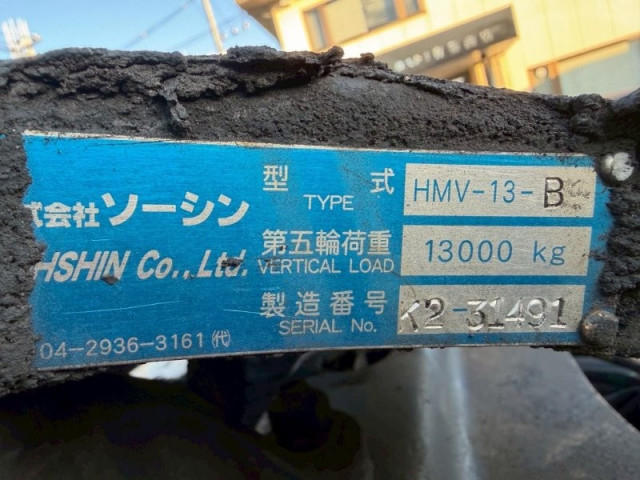 型式 HMV-13-B
TYPE
式会社 ソーシン
第五輪荷重 13000 kg
HSHIN Co.,Ltd. VERTICAL LOAD
製造番号 K2-31491
SERIAL No.
04-2936-3161 ㈹